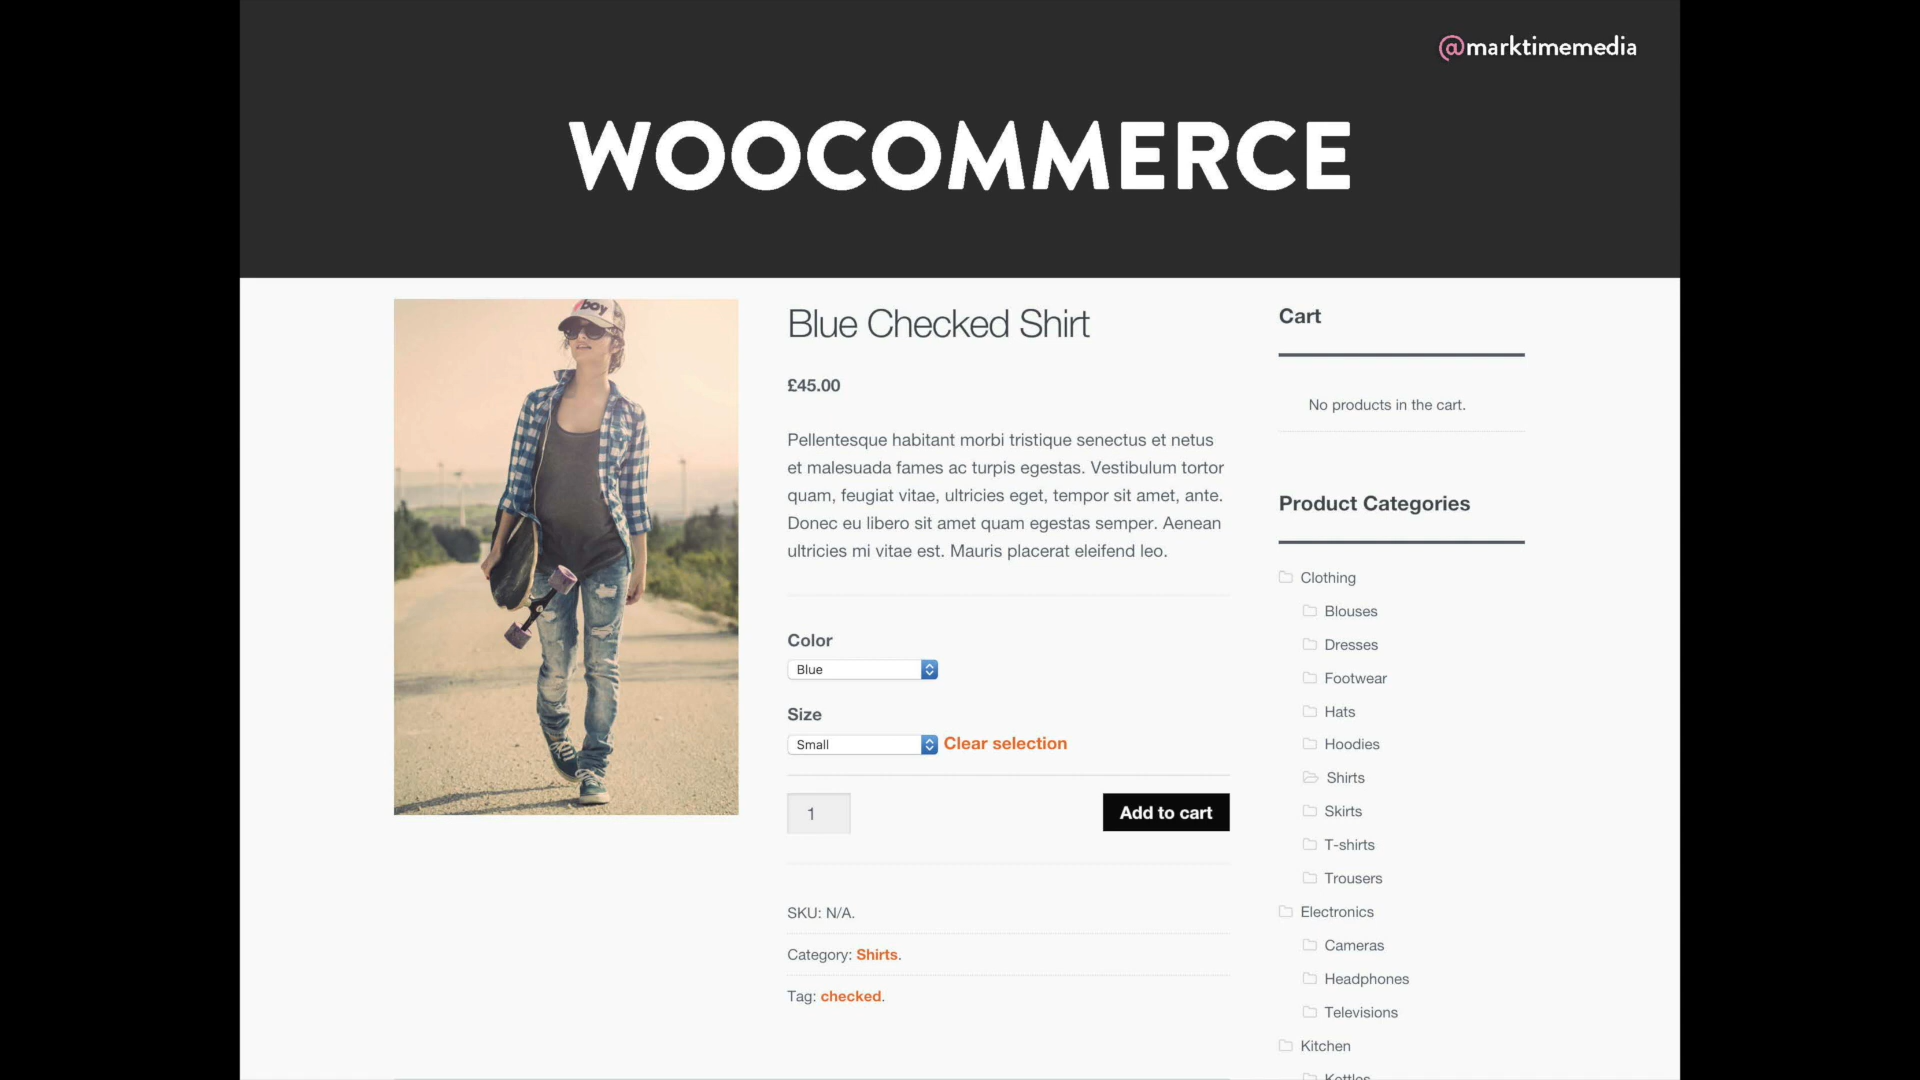 @marktimemedia
WOOCOMMERCE
boy
Blue Checked Shirt
£45.00
Pellentesque habitant morbi tristique senectus et netus
et malesuada fames ac turpis egestas. Vestibulum tortor
quam, feugiat vitae, ultricies eget, tempor sit amet, ante.
Donec eu libero sit amet quam egestas semper. Aenean
ultricies mi vitae est. Mauris placerat eleifend leo.
Color
Blue
Size
Small
Clear selection
1
Add to cart
SKU: N/A.
Category: Shirts.
Tag: checked.
Cart
No products in the cart.
Product Categories
Clothing
Blouses
Dresses
Footwear
Hats
Hoodies
Shirts
Skirts
T-shirts
Trousers
Electronics
Cameras
Headphones
Televisions
Kitchen
Kettles